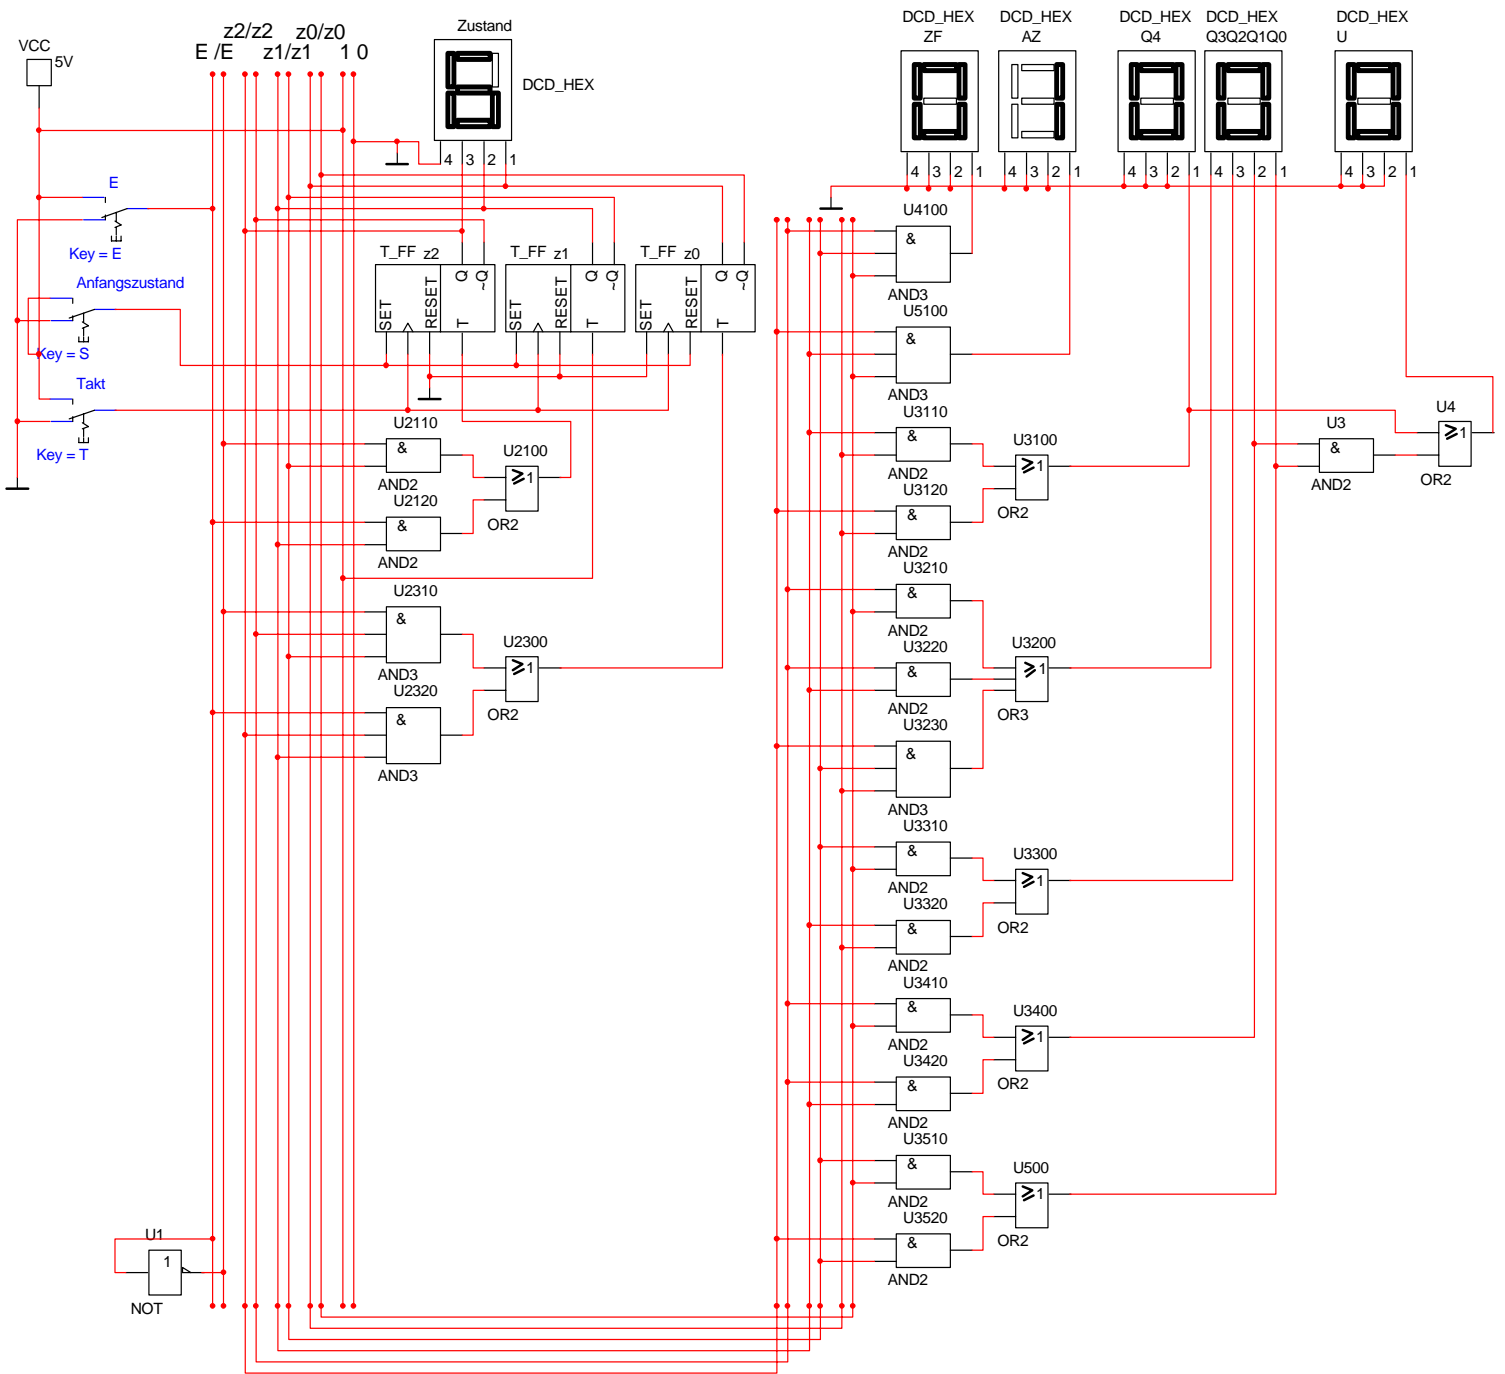 VCC
5V
z2/z2 z0/z0
E /E z1/z1 1 0
Zustand
DCD_HEX
4 3 2 1
DCD_HEX
ZF
4 3 2 1
DCD_HEX
AZ
4 3 2 1
DCD_HEX
Q4
4 3 2 1
DCD_HEX
Q3Q2Q1Q0
4 3 2 1
DCD_HEX
U
4 3 2 1
E
Key = E
Anfangszustand
Key = S
Takt
Key = T
T_FF z2
SET
RESET
Q
~Q
T
T_FF z1
SET
RESET
Q
~Q
T
T_FF z0
SET
RESET
Q
~Q
T
U2110
&
AND2
U2120
&
AND2
U2100
≥1
OR2
U2310
&
AND3
U2320
&
AND3
U2300
≥1
OR2
U1
1
NOT
U4100
&
AND3
U5100
&
AND3
U3110
&
AND2
U3120
&
AND2
U3100
≥1
OR2
U3210
&
AND2
U3220
&
AND2
U3230
&
AND3
U3200
≥1
OR3
U3310
&
AND2
U3320
&
AND2
U3300
≥1
OR2
U3410
&
AND2
U3420
&
AND2
U3400
≥1
OR2
U3510
&
AND2
U3520
&
AND2
U500
≥1
OR2
U3
&
AND2
U4
≥1
OR2